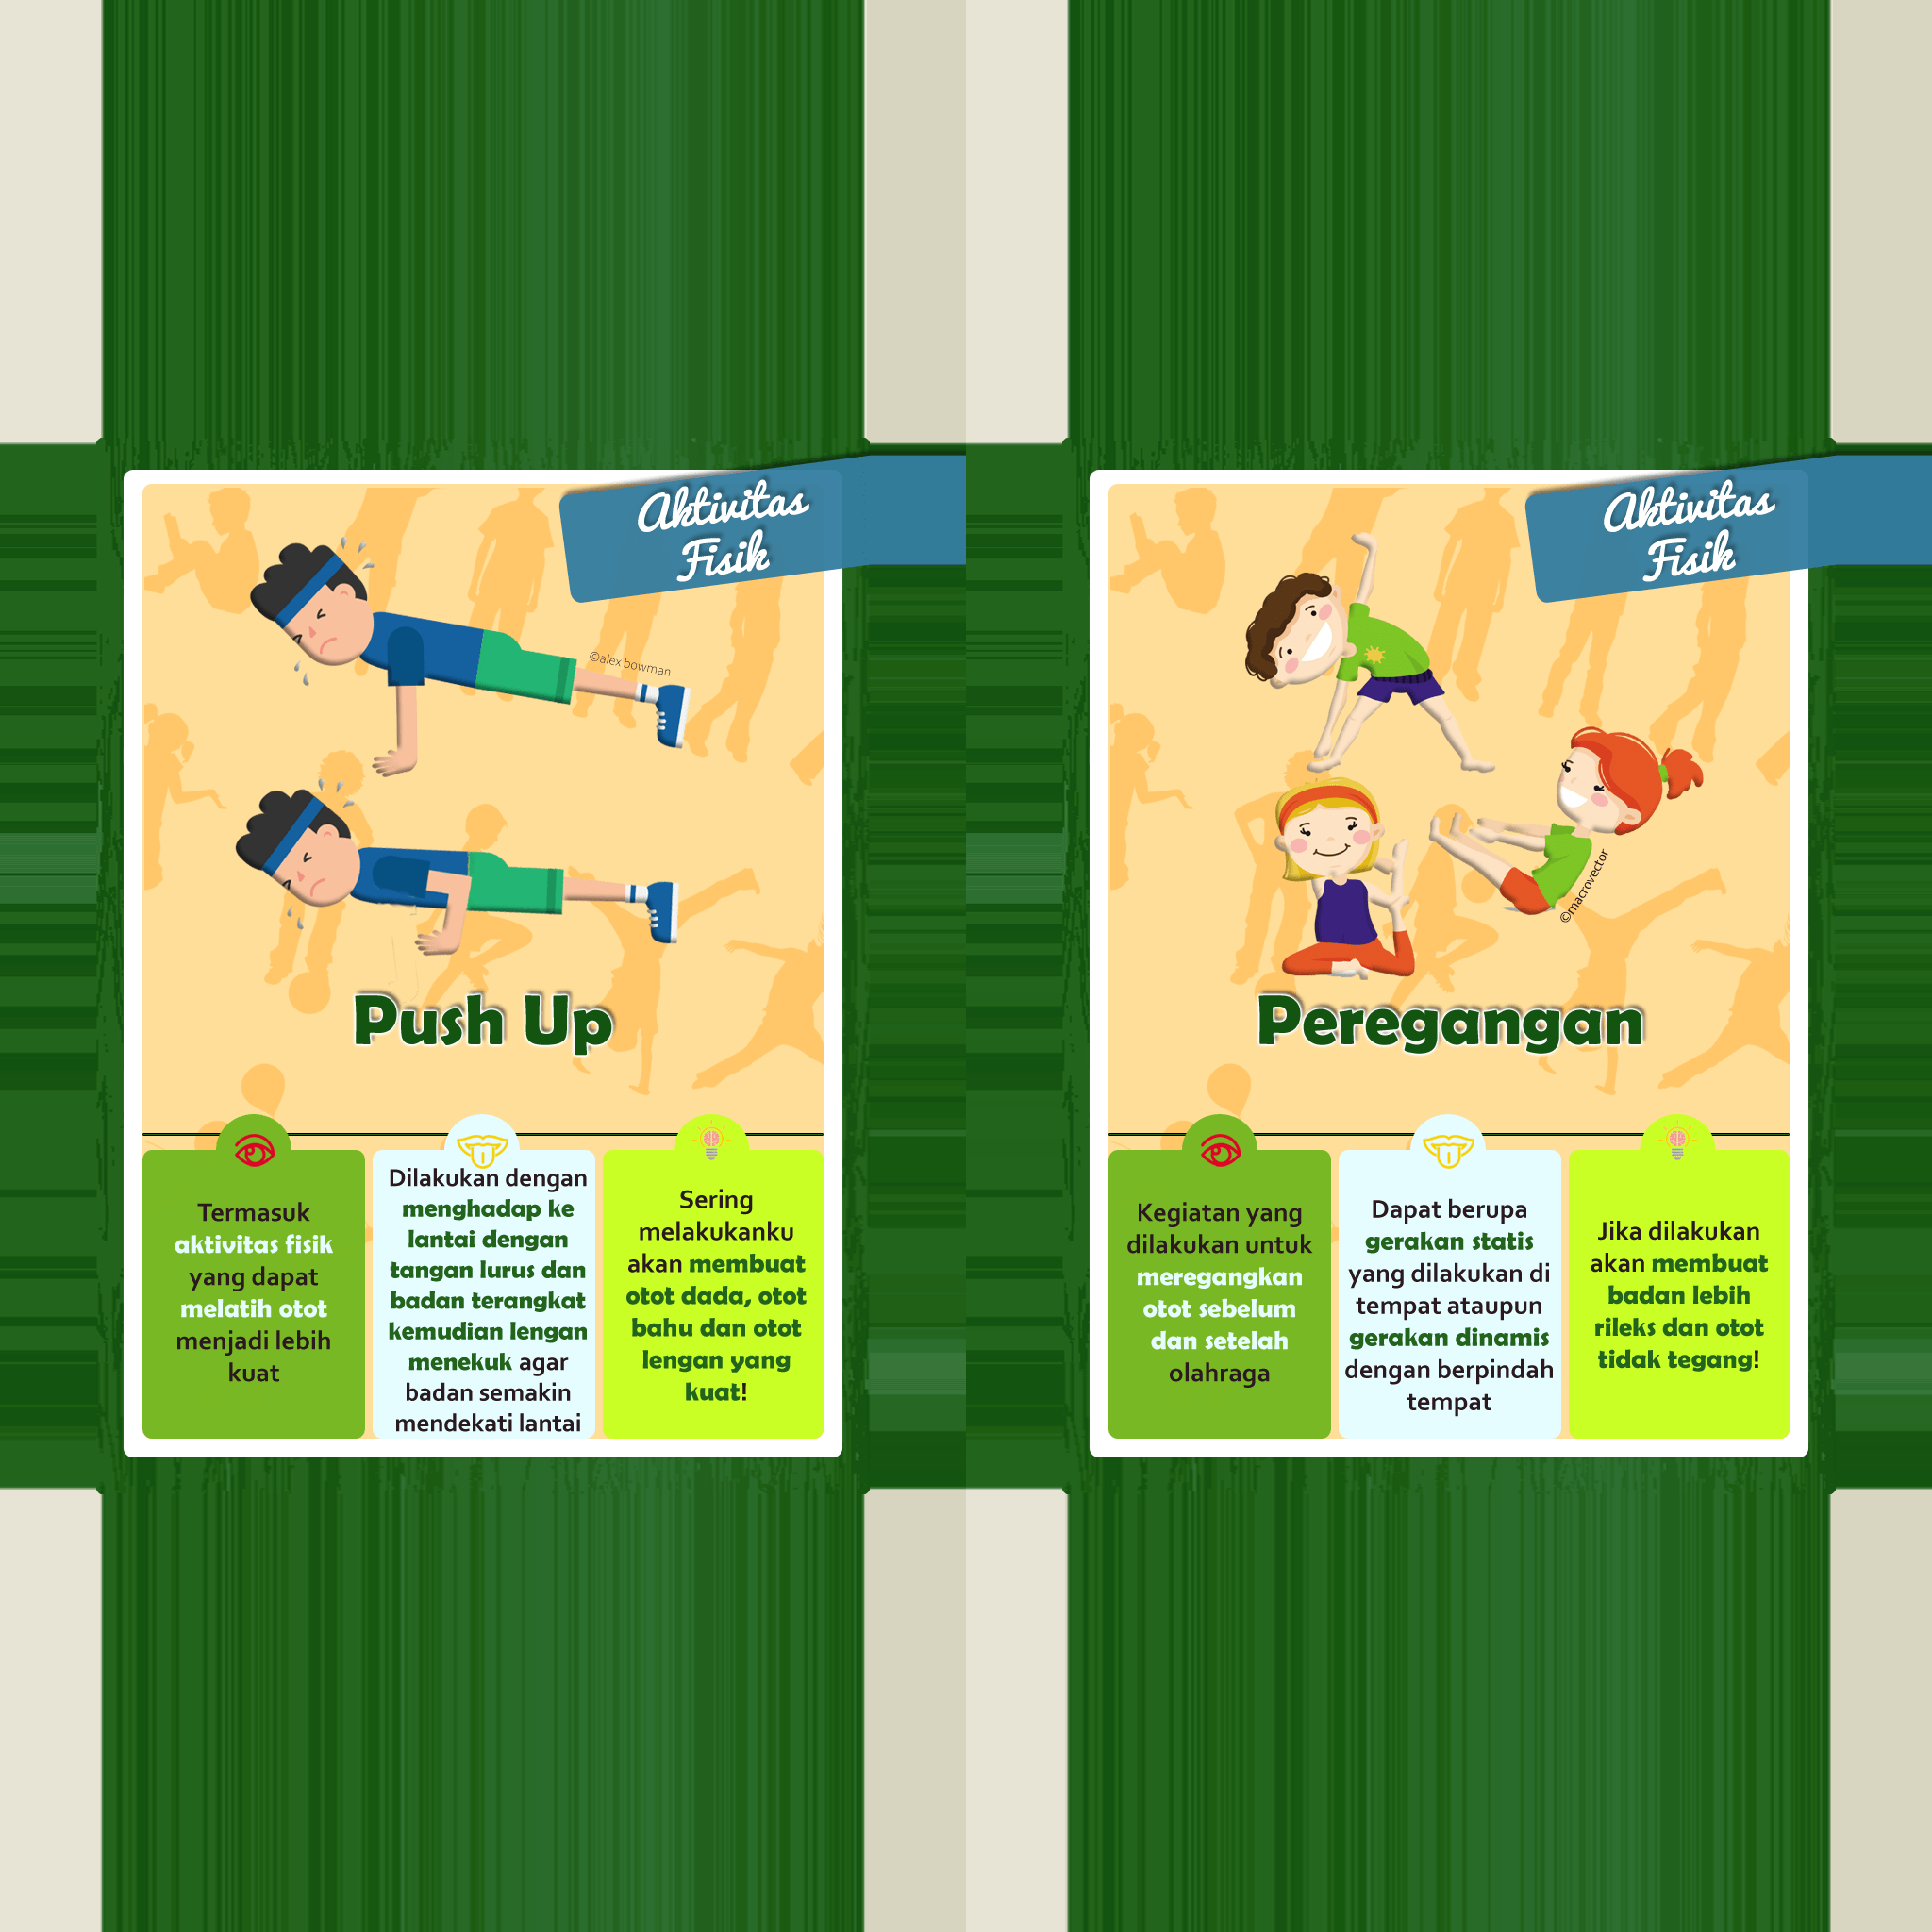 Aktivitas
Fisik
©alex bowman
Push Up
Termasuk
aktivitas fisik
yang dapat
melatih otot
menjadi lebih
kuat
Dilakukan dengan
menghadap ke
lantai dengan
tangan lurus dan
badan terangkat
kemudian lengan
menekuk agar
badan semakin
mendekati lantai
Sering
melakukanku
akan membuat
otot dada, otot
bahu dan otot
lengan yang
kuat!
Aktivitas
Fisik
©macrovector
Peregangan
Kegiatan yang
dilakukan untuk
meregangkan
otot sebelum
dan setelah
olahraga
Dapat berupa
gerakan statis
yang dilakukan di
tempat ataupun
gerakan dinamis
dengan berpindah
tempat
Jika dilakukan
akan membuat
badan lebih
rileks dan otot
tidak tegang!